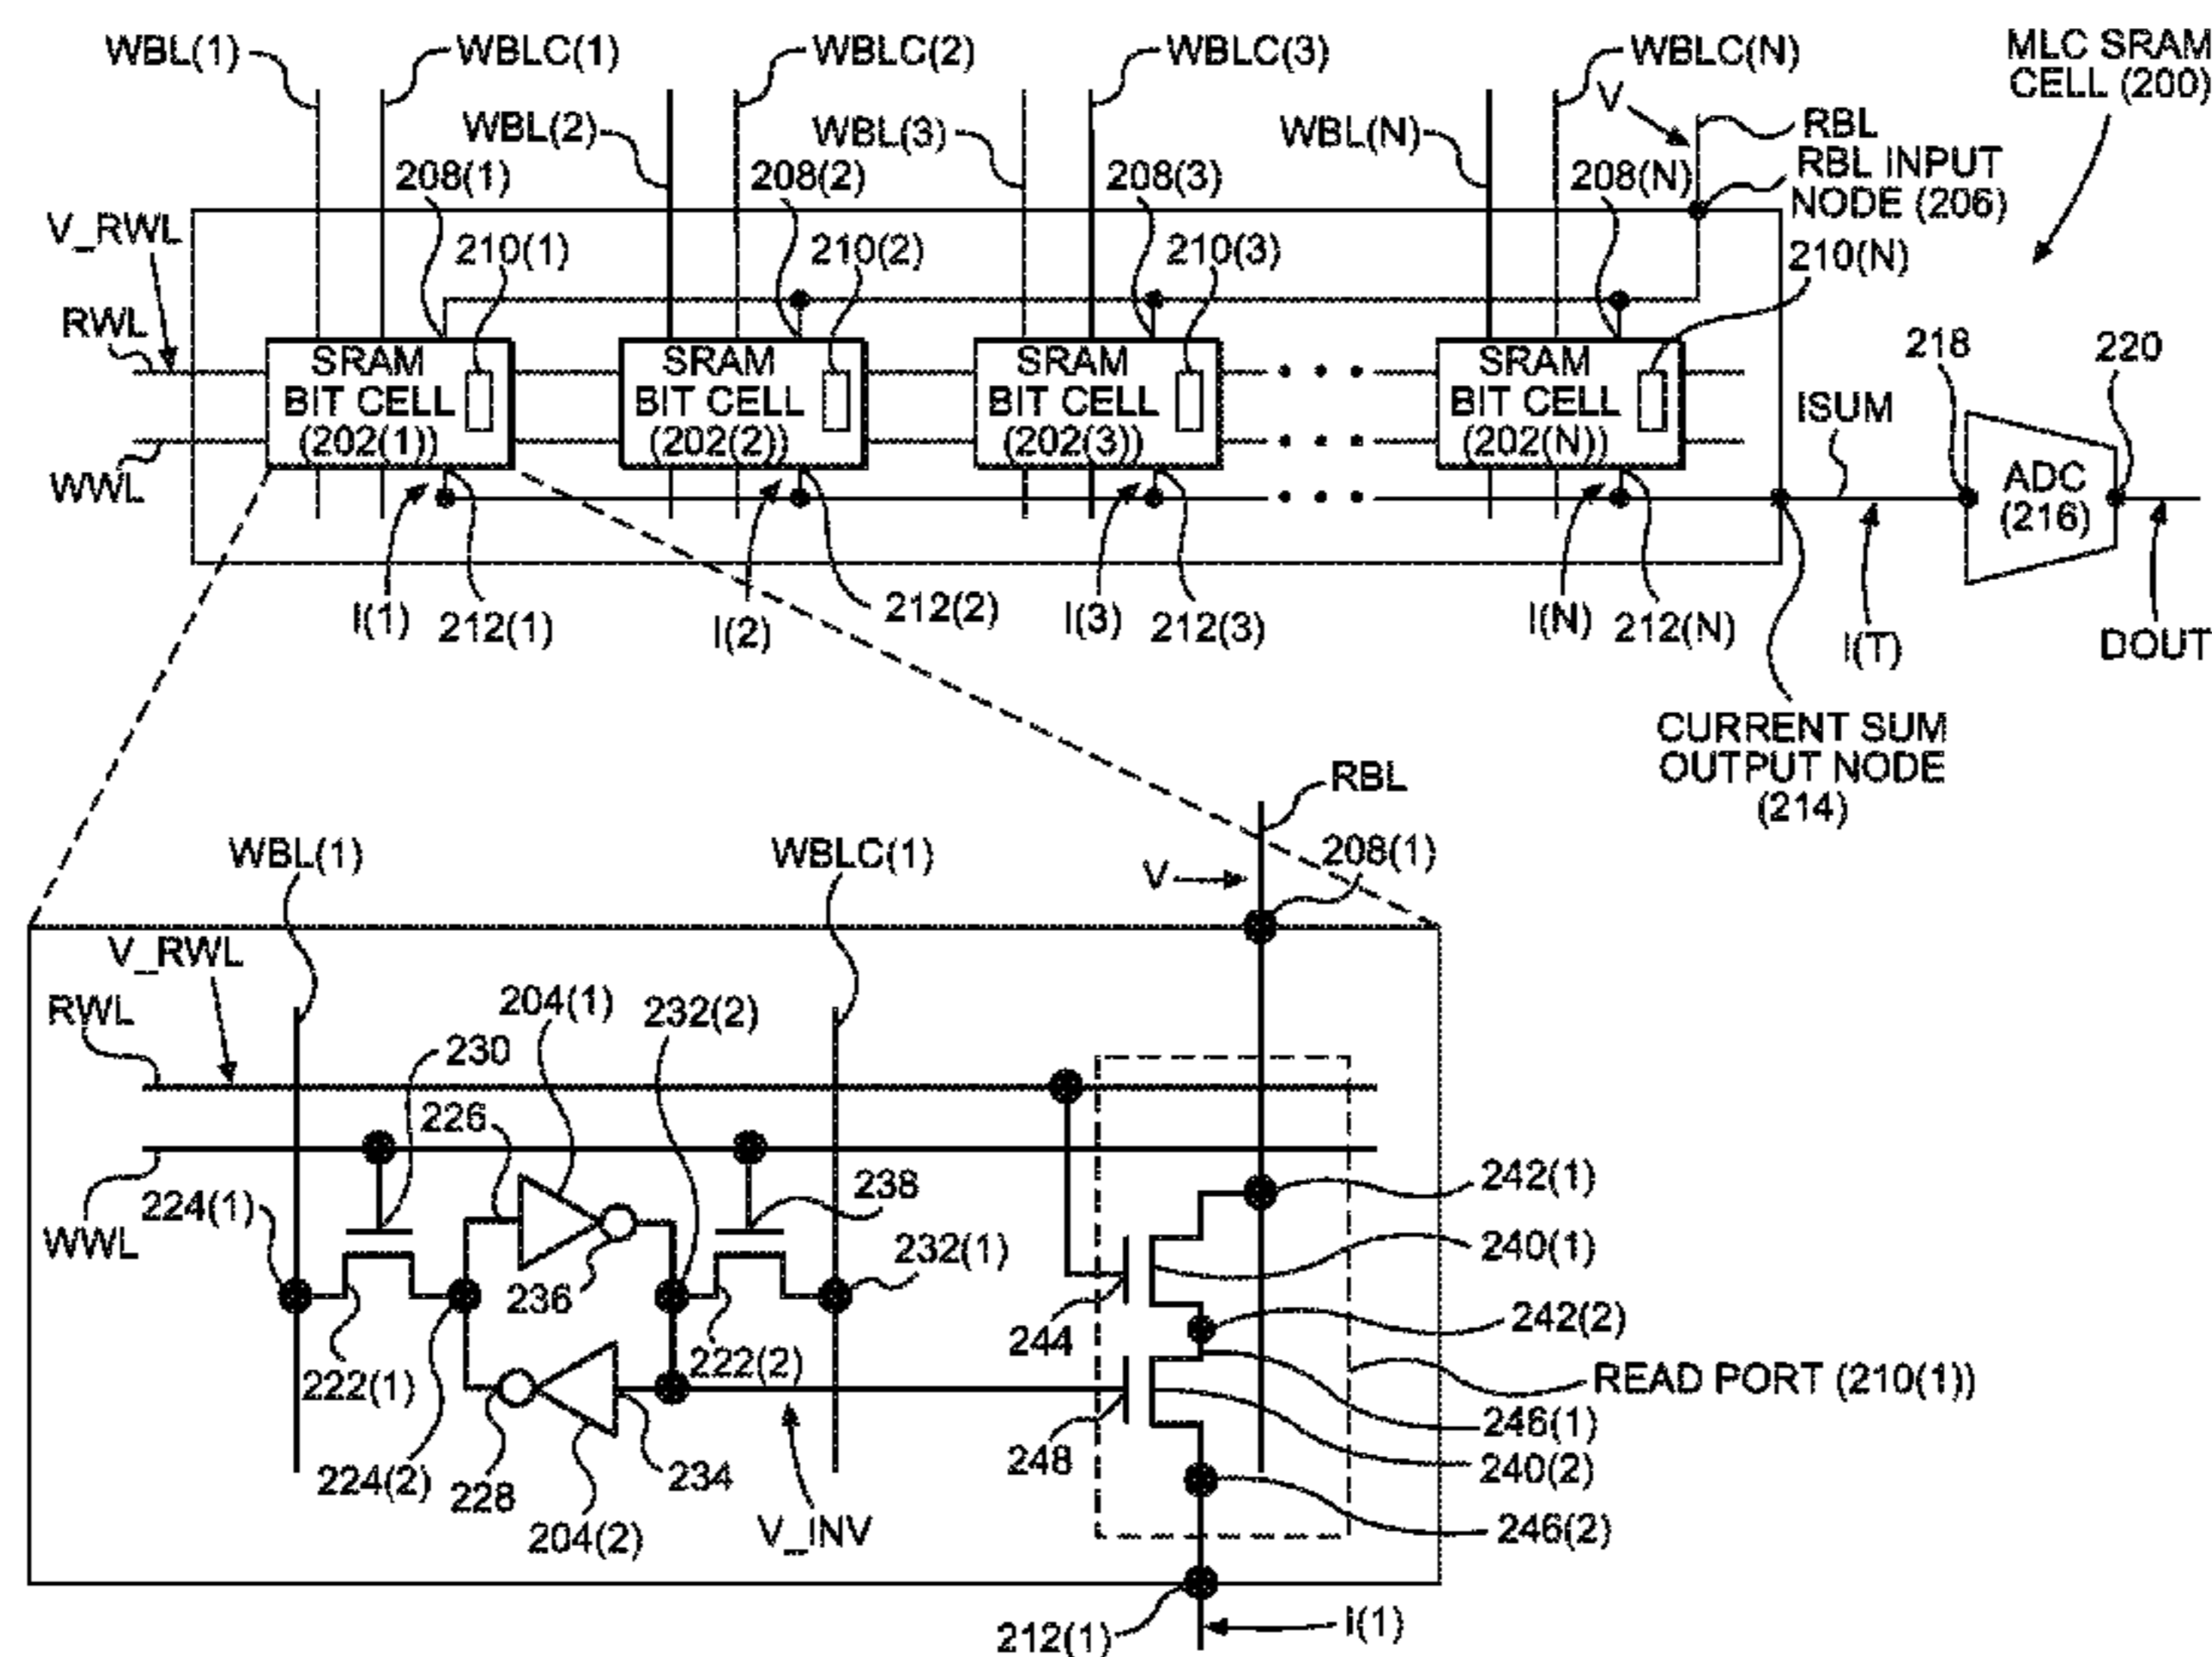 WBL(1)
WBLC(1)
WBLC(2)
WBLC(3)
WBLC(N)
MLC SRAM
CELL (200)
V
WBL(2)
WBL(3)
WBL(N)
RBL
RBL INPUT
NODE (206)
208(1)
208(2)
208(3)
208(N)
V_RWL
210(1)
210(2)
210(3)
210(N)
RWL
SRAM
BIT CELL
(202(1))
SRAM
BIT CELL
(202(2))
SRAM
BIT CELL
(202(3))
SRAM
BIT CELL
(202(N))
218
220
ISUM
WWL
ADC
(216)
I(1)
212(1)
I(2)
212(2)
I(3)
212(3)
I(N)
212(N)
I(T)
DOUT
CURRENT SUM
OUTPUT NODE
(214)
RBL
WBL(1)
WBLC(1)
V
208(1)
V_RWL
RWL
204(1)
232(2)
230
226
238
242(1)
224(1)
WWL
232(1)
240(1)
236
244
242(2)
222(1)
222(2)
READ PORT (210(1))
246(1)
248
224(2)
228
234
240(2)
204(2)
V_INV
246(2)
212(1)
I(1)